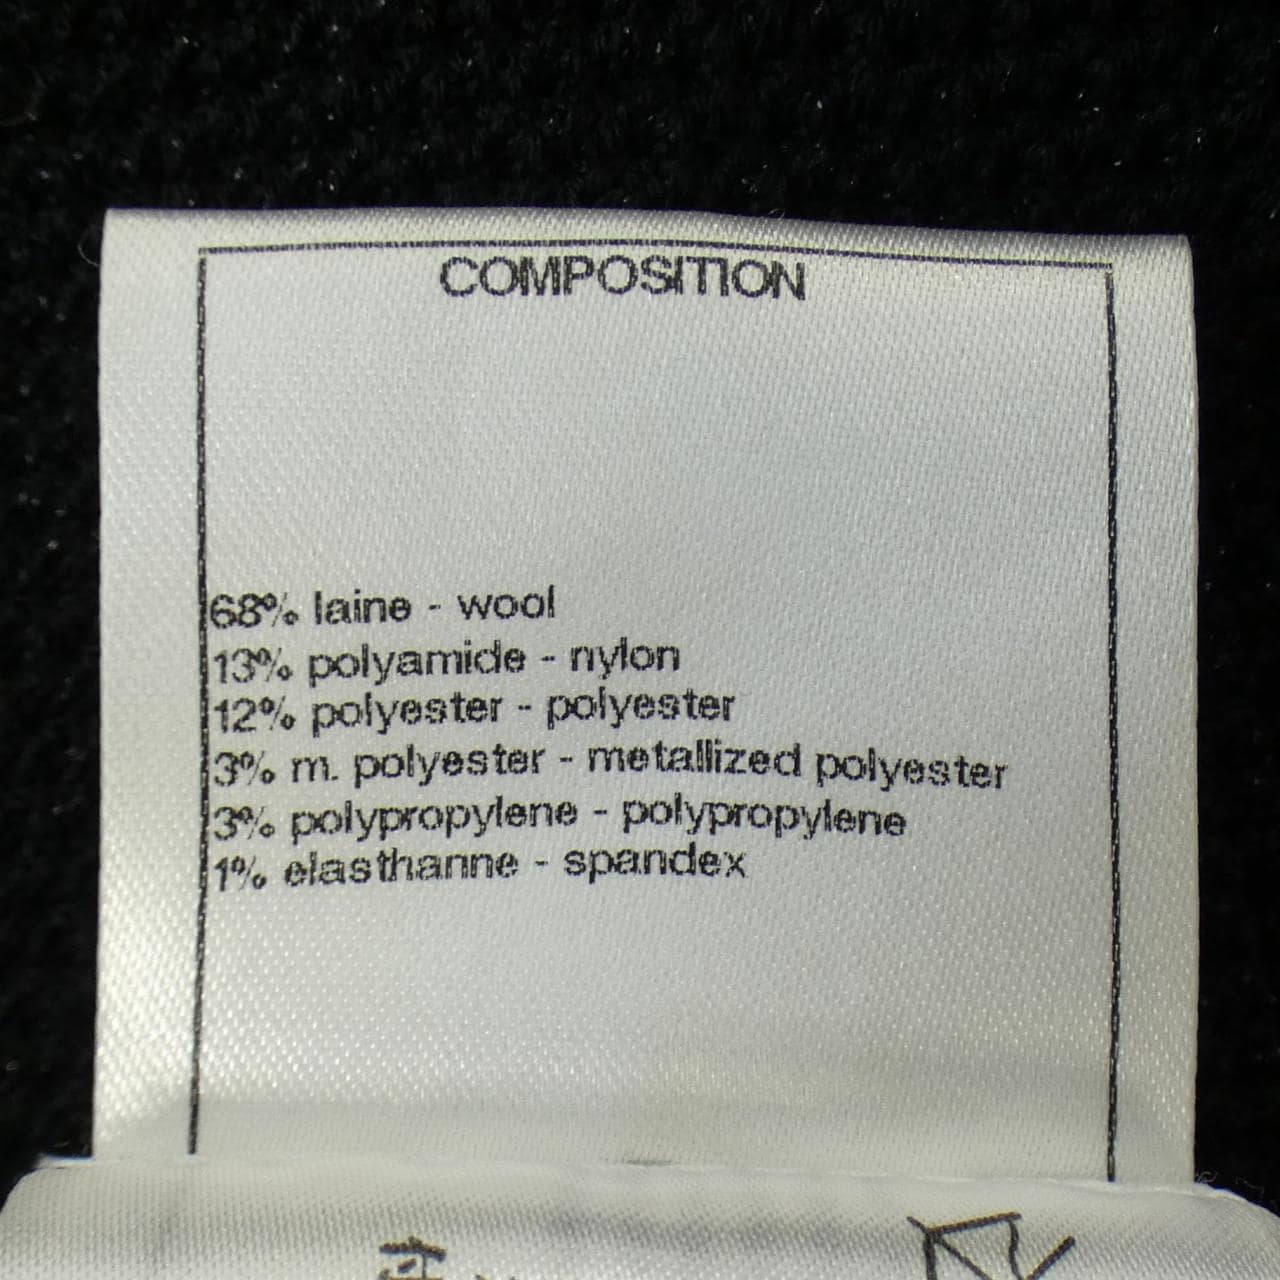 COMPOSITION
68% laine - wool
13% polyamide - nylon
12% polyester - polyester
3% m. polyester - metallized polyester
3% polypropylene - polypropylene
1% elasthanne - spandex